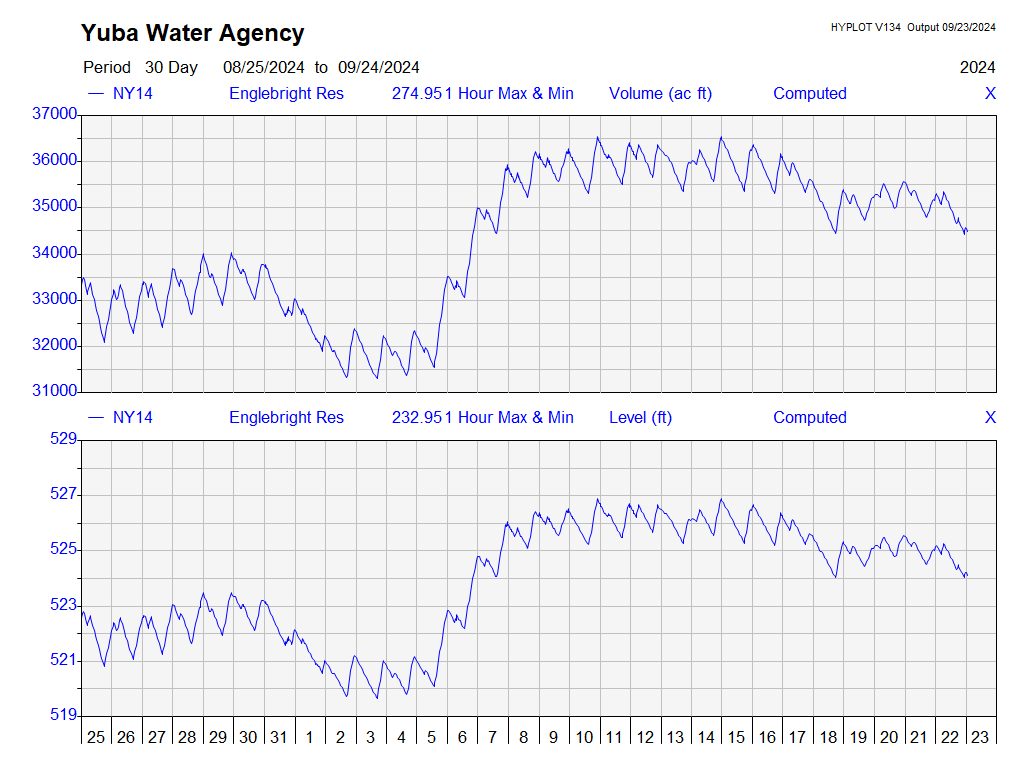 Yuba Water Agency
HYPLOT V134 Output 09/23/2024
Period 30 Day 08/25/2024 to 09/24/2024
2024
NY14 Englebright Res 274.951 Hour Max & Min Volume (ac ft) Computed X
37000
36000
35000
34000
33000
32000
31000
NY14 Englebright Res 232.951 Hour Max & Min Level (ft) Computed X
529
527
525
523
521
519
25 26 27 28 29 30 31 1 2 3 4 5 6 7 8 9 10 11 12 13 14 15 16 17 18 19 20 21 22 23